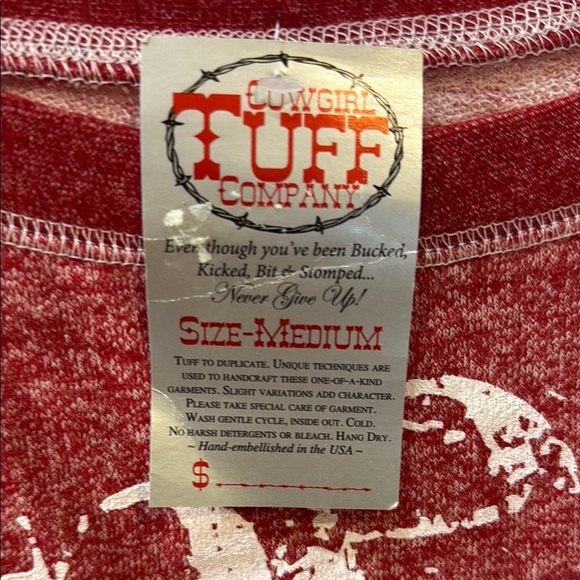 COWGIRL
TUFF
COMPANY
Even though you've been Bucked,
Kicked, Bit & Stomped...
Never Give Up!
SIZE-MEDIUM
TUFF TO DUPLICATE. UNIQUE TECHNIQUES ARE
USED TO HANDCRAFT THESE ONE-OF-A-KIND
GARMENTS. SLIGHT VARIATIONS ADD CHARACTER.
PLEASE TAKE SPECIAL CARE OF GARMENT.
WASH GENTLE CYCLE, INSIDE OUT. COLD.
NO HARSH DETERGENTS OR BLEACH. HANG DRY.
~ Hand-embellished in the USA ~
$